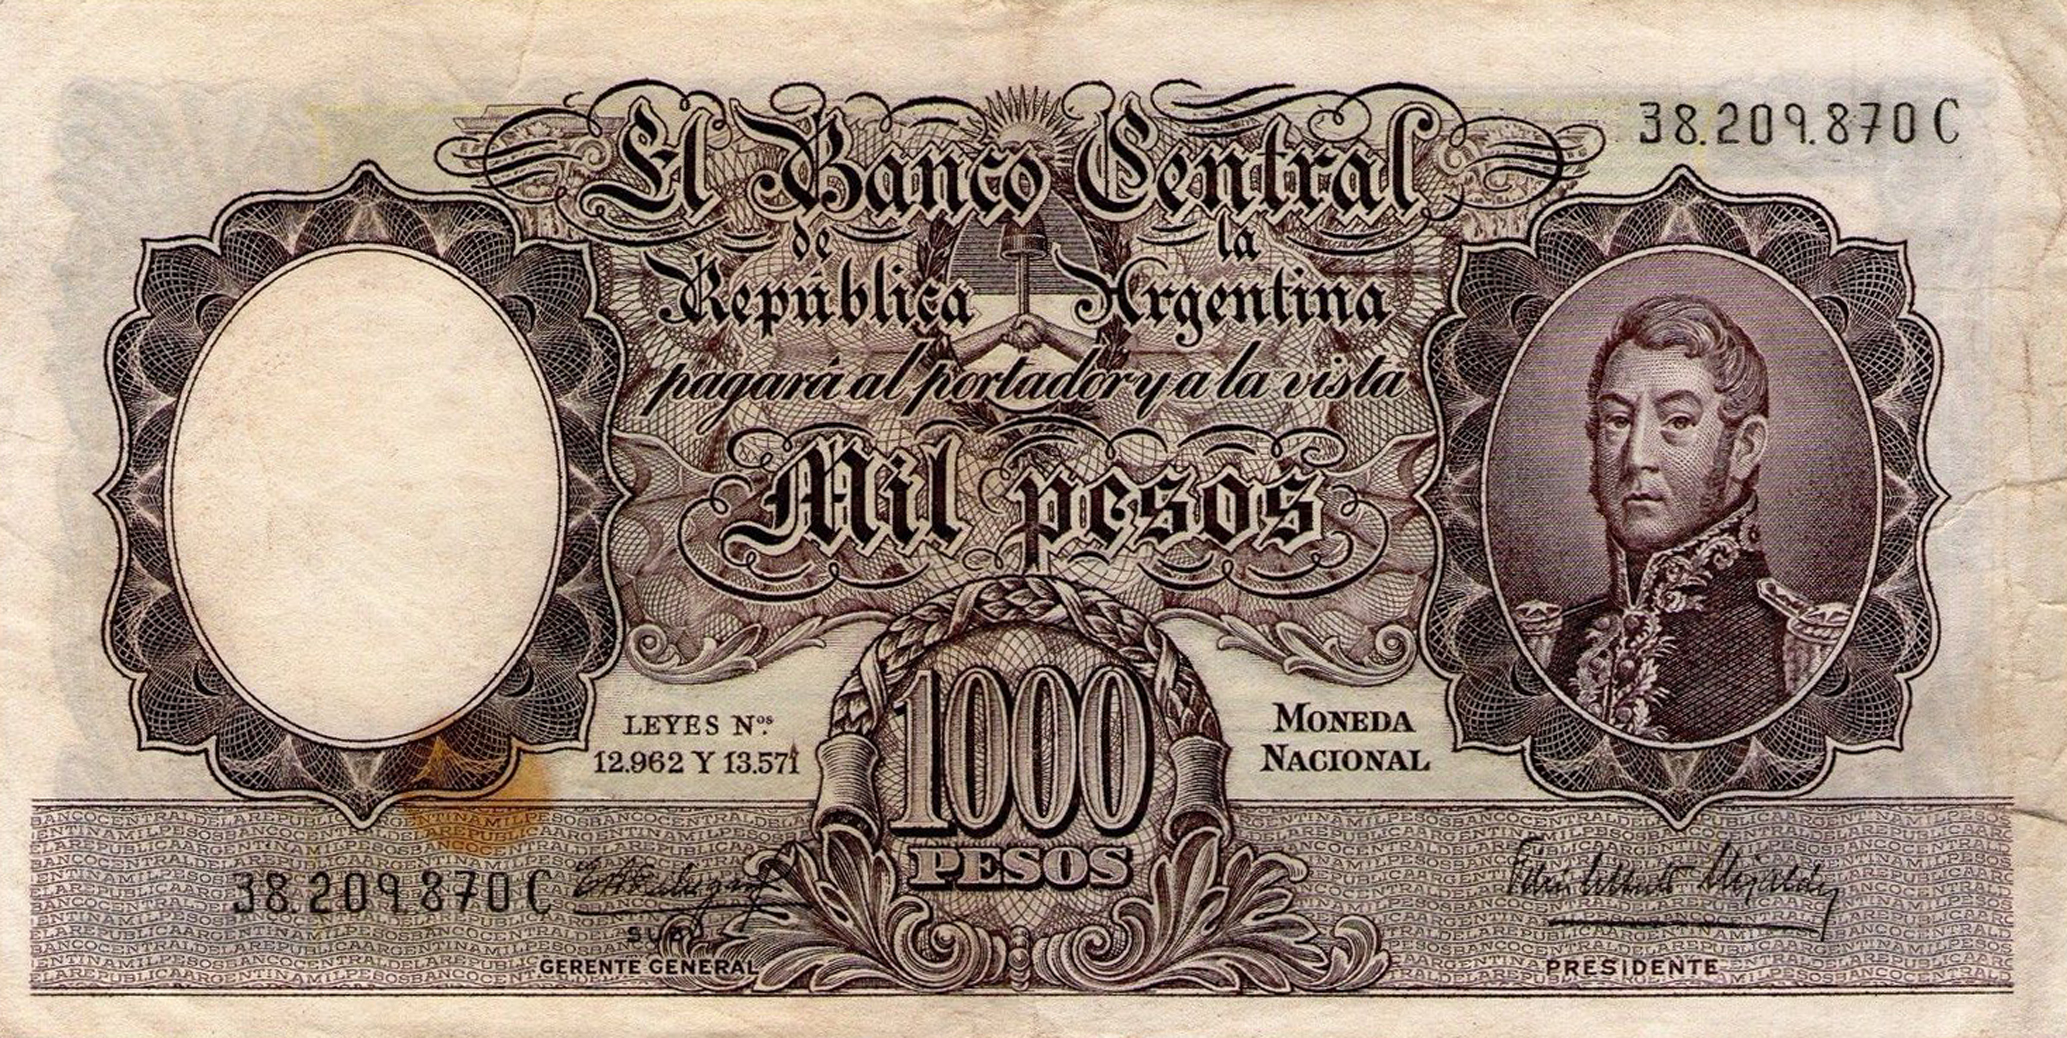 38.209.870 C
El Banco Central
de la
República Argentina
pagará al portador y a la vista
Mil pesos
LEYES Nos.
12.962 Y 13.571
1000
PESOS
MONEDA
NACIONAL
38.209.870 C
SUB
GERENTE GENERAL
PRESIDENTE